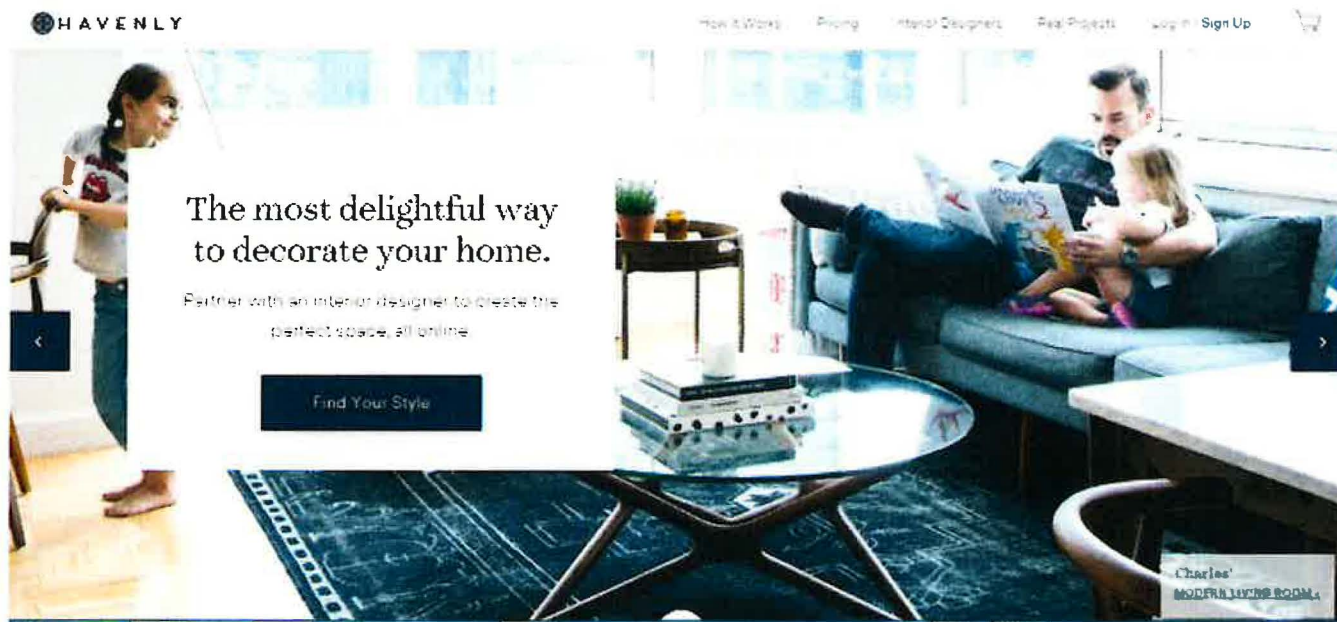 HAVENLY
How it Works Pricing Interior Designers Real Projects Log In / Sign Up
The most delightful way
to decorate your home.
Partner with an interior designer to create the
perfect space, all online.
Find Your Style
Charles'
MODERN LIVING ROOM